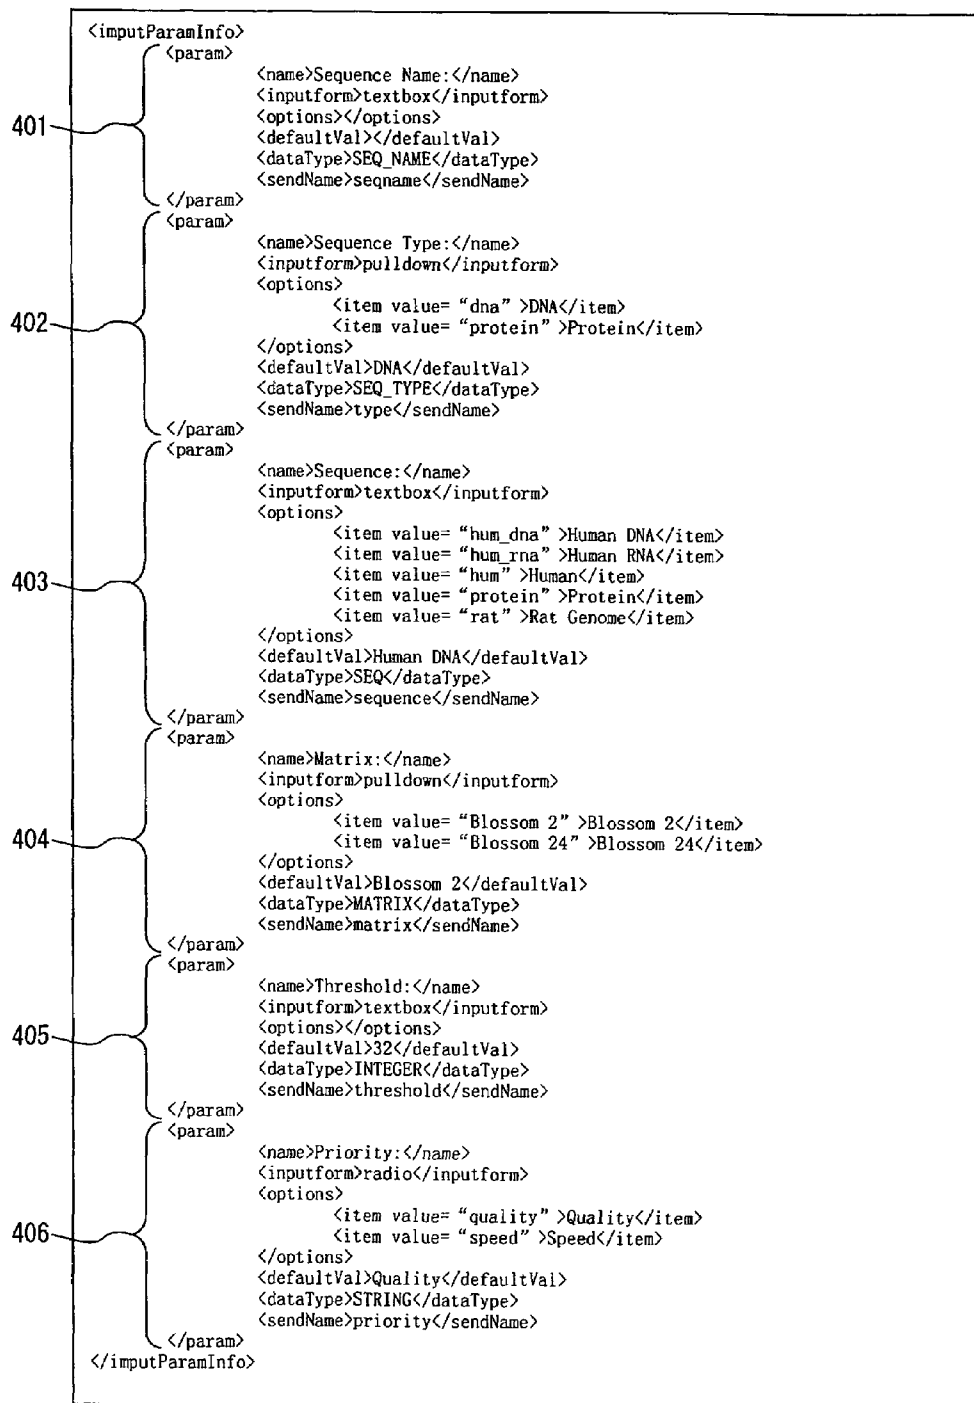 <imputParamInfo>
<param>
<name>Sequence Name:</name>
<inputform>textbox</inputform>
<options></options>
401
<defaultVal></defaultVal>
<dataType>SEQ_NAME</dataType>
<sendName>seqname</sendName>
</param>
<param>
<name>Sequence Type:</name>
<inputform>pulldown</inputform>
<options>
<item value= “dna” >DNA</item>
402
<item value= “protein” >Protein</item>
</options>
<defaultVal>DNA</defaultVal>
<dataType>SEQ_TYPE</dataType>
<sendName>type</sendName>
</param>
<param>
<name>Sequence:</name>
<inputform>textbox</inputform>
<options>
<item value= “hum_dna” >Human DNA</item>
<item value= “hum_rna” >Human RNA</item>
403
<item value= “hum” >Human</item>
<item value= “protein” >Protein</item>
<item value= “rat” >Rat Genome</item>
</options>
<defaultVal>Human DNA</defaultVal>
<dataType>SEQ</dataType>
<sendName>sequence</sendName>
</param>
<param>
<name>Matrix:</name>
<inputform>pulldown</inputform>
<options>
<item value= “Blossom 2” >Blossom 2</item>
404
<item value= “Blossom 24” >Blossom 24</item>
</options>
<defaultVal>Blossom 2</defaultVal>
<dataType>MATRIX</dataType>
<sendName>matrix</sendName>
</param>
<param>
<name>Threshold:</name>
<inputform>textbox</inputform>
<options></options>
405
<defaultVal>32</defaultVal>
<dataType>INTEGER</dataType>
<sendName>threshold</sendName>
</param>
<param>
<name>Priority:</name>
<inputform>radio</inputform>
<options>
<item value= “quality” >Quality</item>
406
<item value= “speed” >Speed</item>
</options>
<defaultVal>Quality</defaultVal>
<dataType>STRING</dataType>
<sendName>priority</sendName>
</param>
</imputParamInfo>